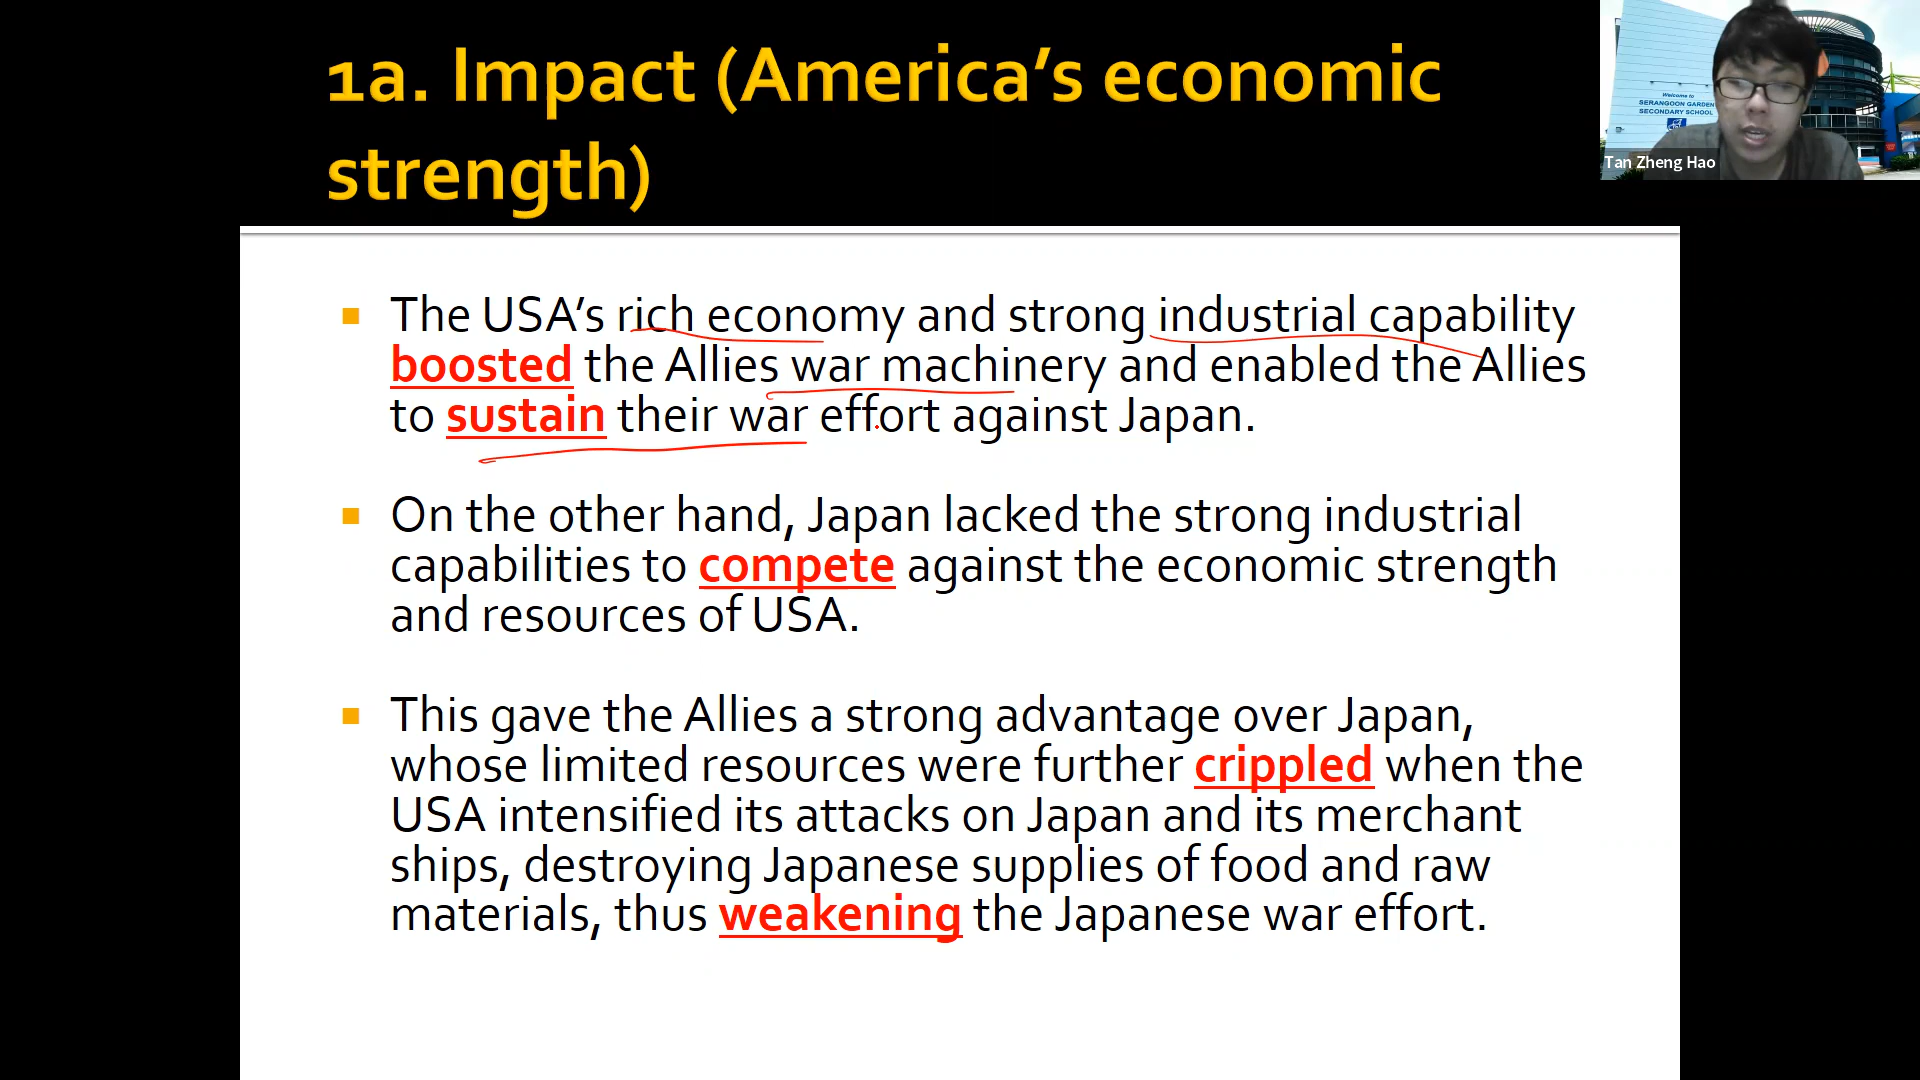 1a. Impact (America’s economic
strength)
Welcome to
SERANGOON GARDEN
SECONDARY SCHOOL
Tan Zheng Hao
The USA’s rich economy and strong industrial capability
boosted the Allies war machinery and enabled the Allies
to sustain their war effort against Japan.
On the other hand, Japan lacked the strong industrial
capabilities to compete against the economic strength
and resources of USA.
This gave the Allies a strong advantage over Japan,
whose limited resources were further crippled when the
USA intensified its attacks on Japan and its merchant
ships, destroying Japanese supplies of food and raw
materials, thus weakening the Japanese war effort.